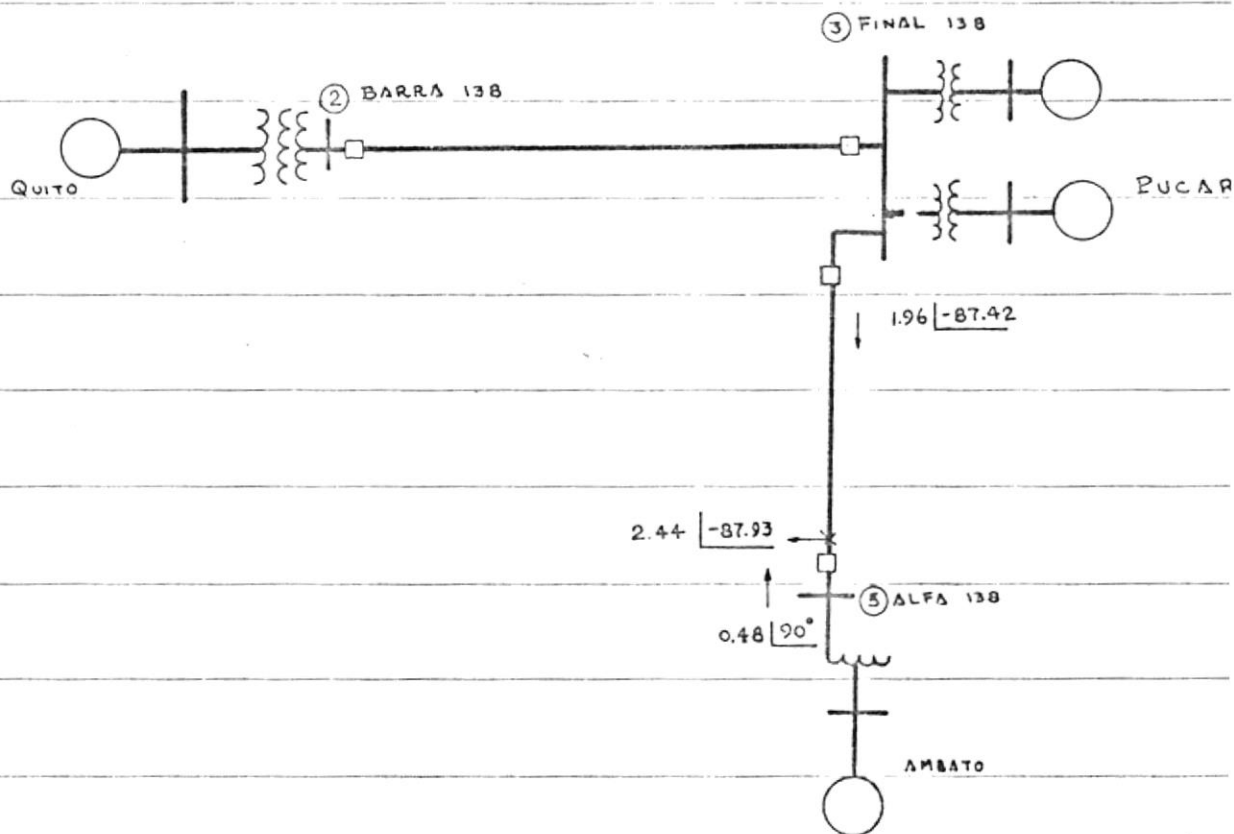 ③ FINAL 138
② BARRA 138
QUITO
PUCAR
1.96 |-87.42
2.44 |-87.93
⑤ ALFA 138
0.48 |90°
AMBATO